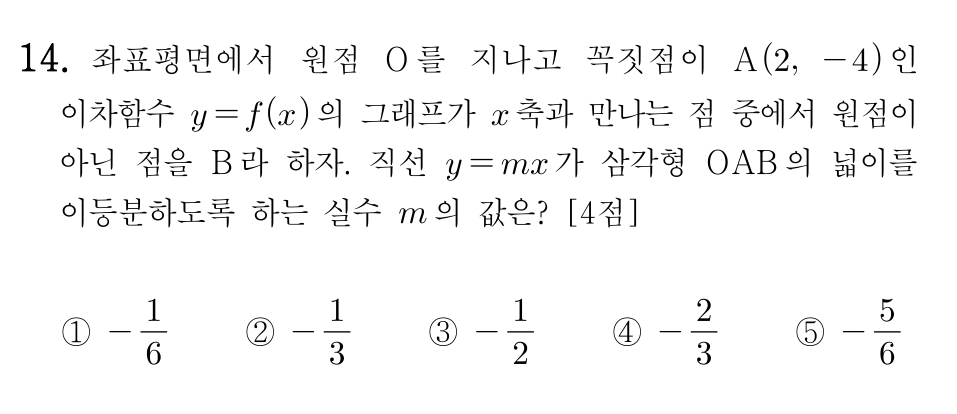 14. 좌표평면에서 원점 O를 지나고 꼭짓점이 A(2, −4)인
이차함수 y=f(x)의 그래프가 x축과 만나는 점 중에서 원점이
아닌 점을 B라 하자. 직선 y=mx가 삼각형 OAB의 넓이를
이등분하도록 하는 실수 m의 값은? [4점]
① −1/6 ② −1/3 ③ −1/2 ④ −2/3 ⑤ −5/6